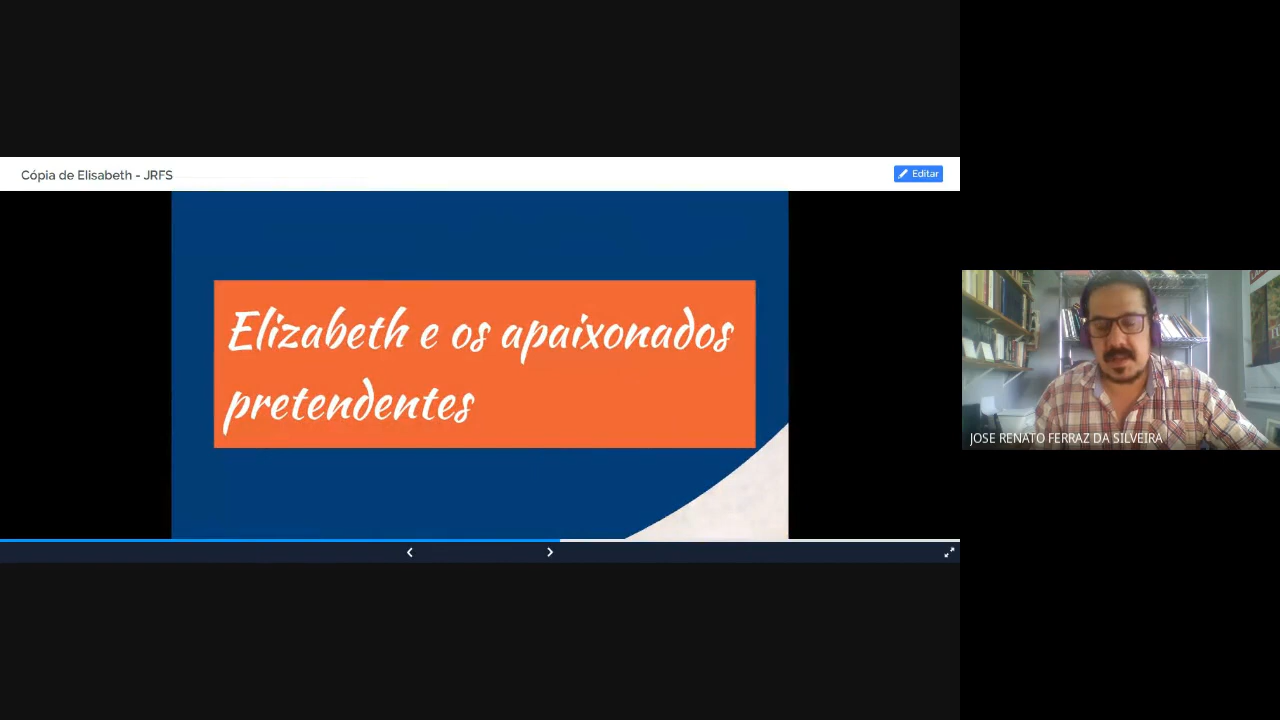 Cópia de Elisabeth - JRFS
Editar
Elizabeth e os apaixonados
pretendentes
JOSE RENATO FERRAZ DA SILVEIRA